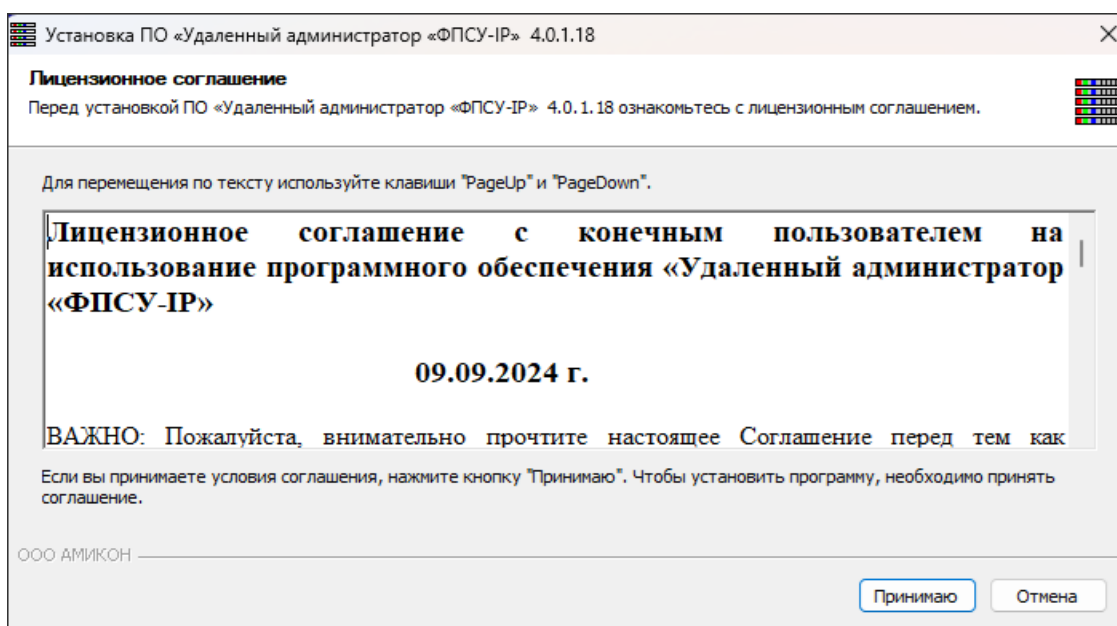 Установка ПО «Удаленный администратор «ФПСУ-IP» 4.0.1.18
Лицензионное соглашение
Перед установкой ПО «Удаленный администратор «ФПСУ-IP» 4.0.1.18 ознакомьтесь с лицензионным соглашением.
Для перемещения по тексту используйте клавиши "PageUp" и "PageDown".
Лицензионное соглашение с конечным пользователем на
использование программного обеспечения «Удаленный администратор
«ФПСУ-IP»
09.09.2024 г.
ВАЖНО: Пожалуйста, внимательно прочтите настоящее Соглашение перед тем как
Если вы принимаете условия соглашения, нажмите кнопку "Принимаю". Чтобы установить программу, необходимо принять
соглашение.
ООО АМИКОН
Принимаю Отмена